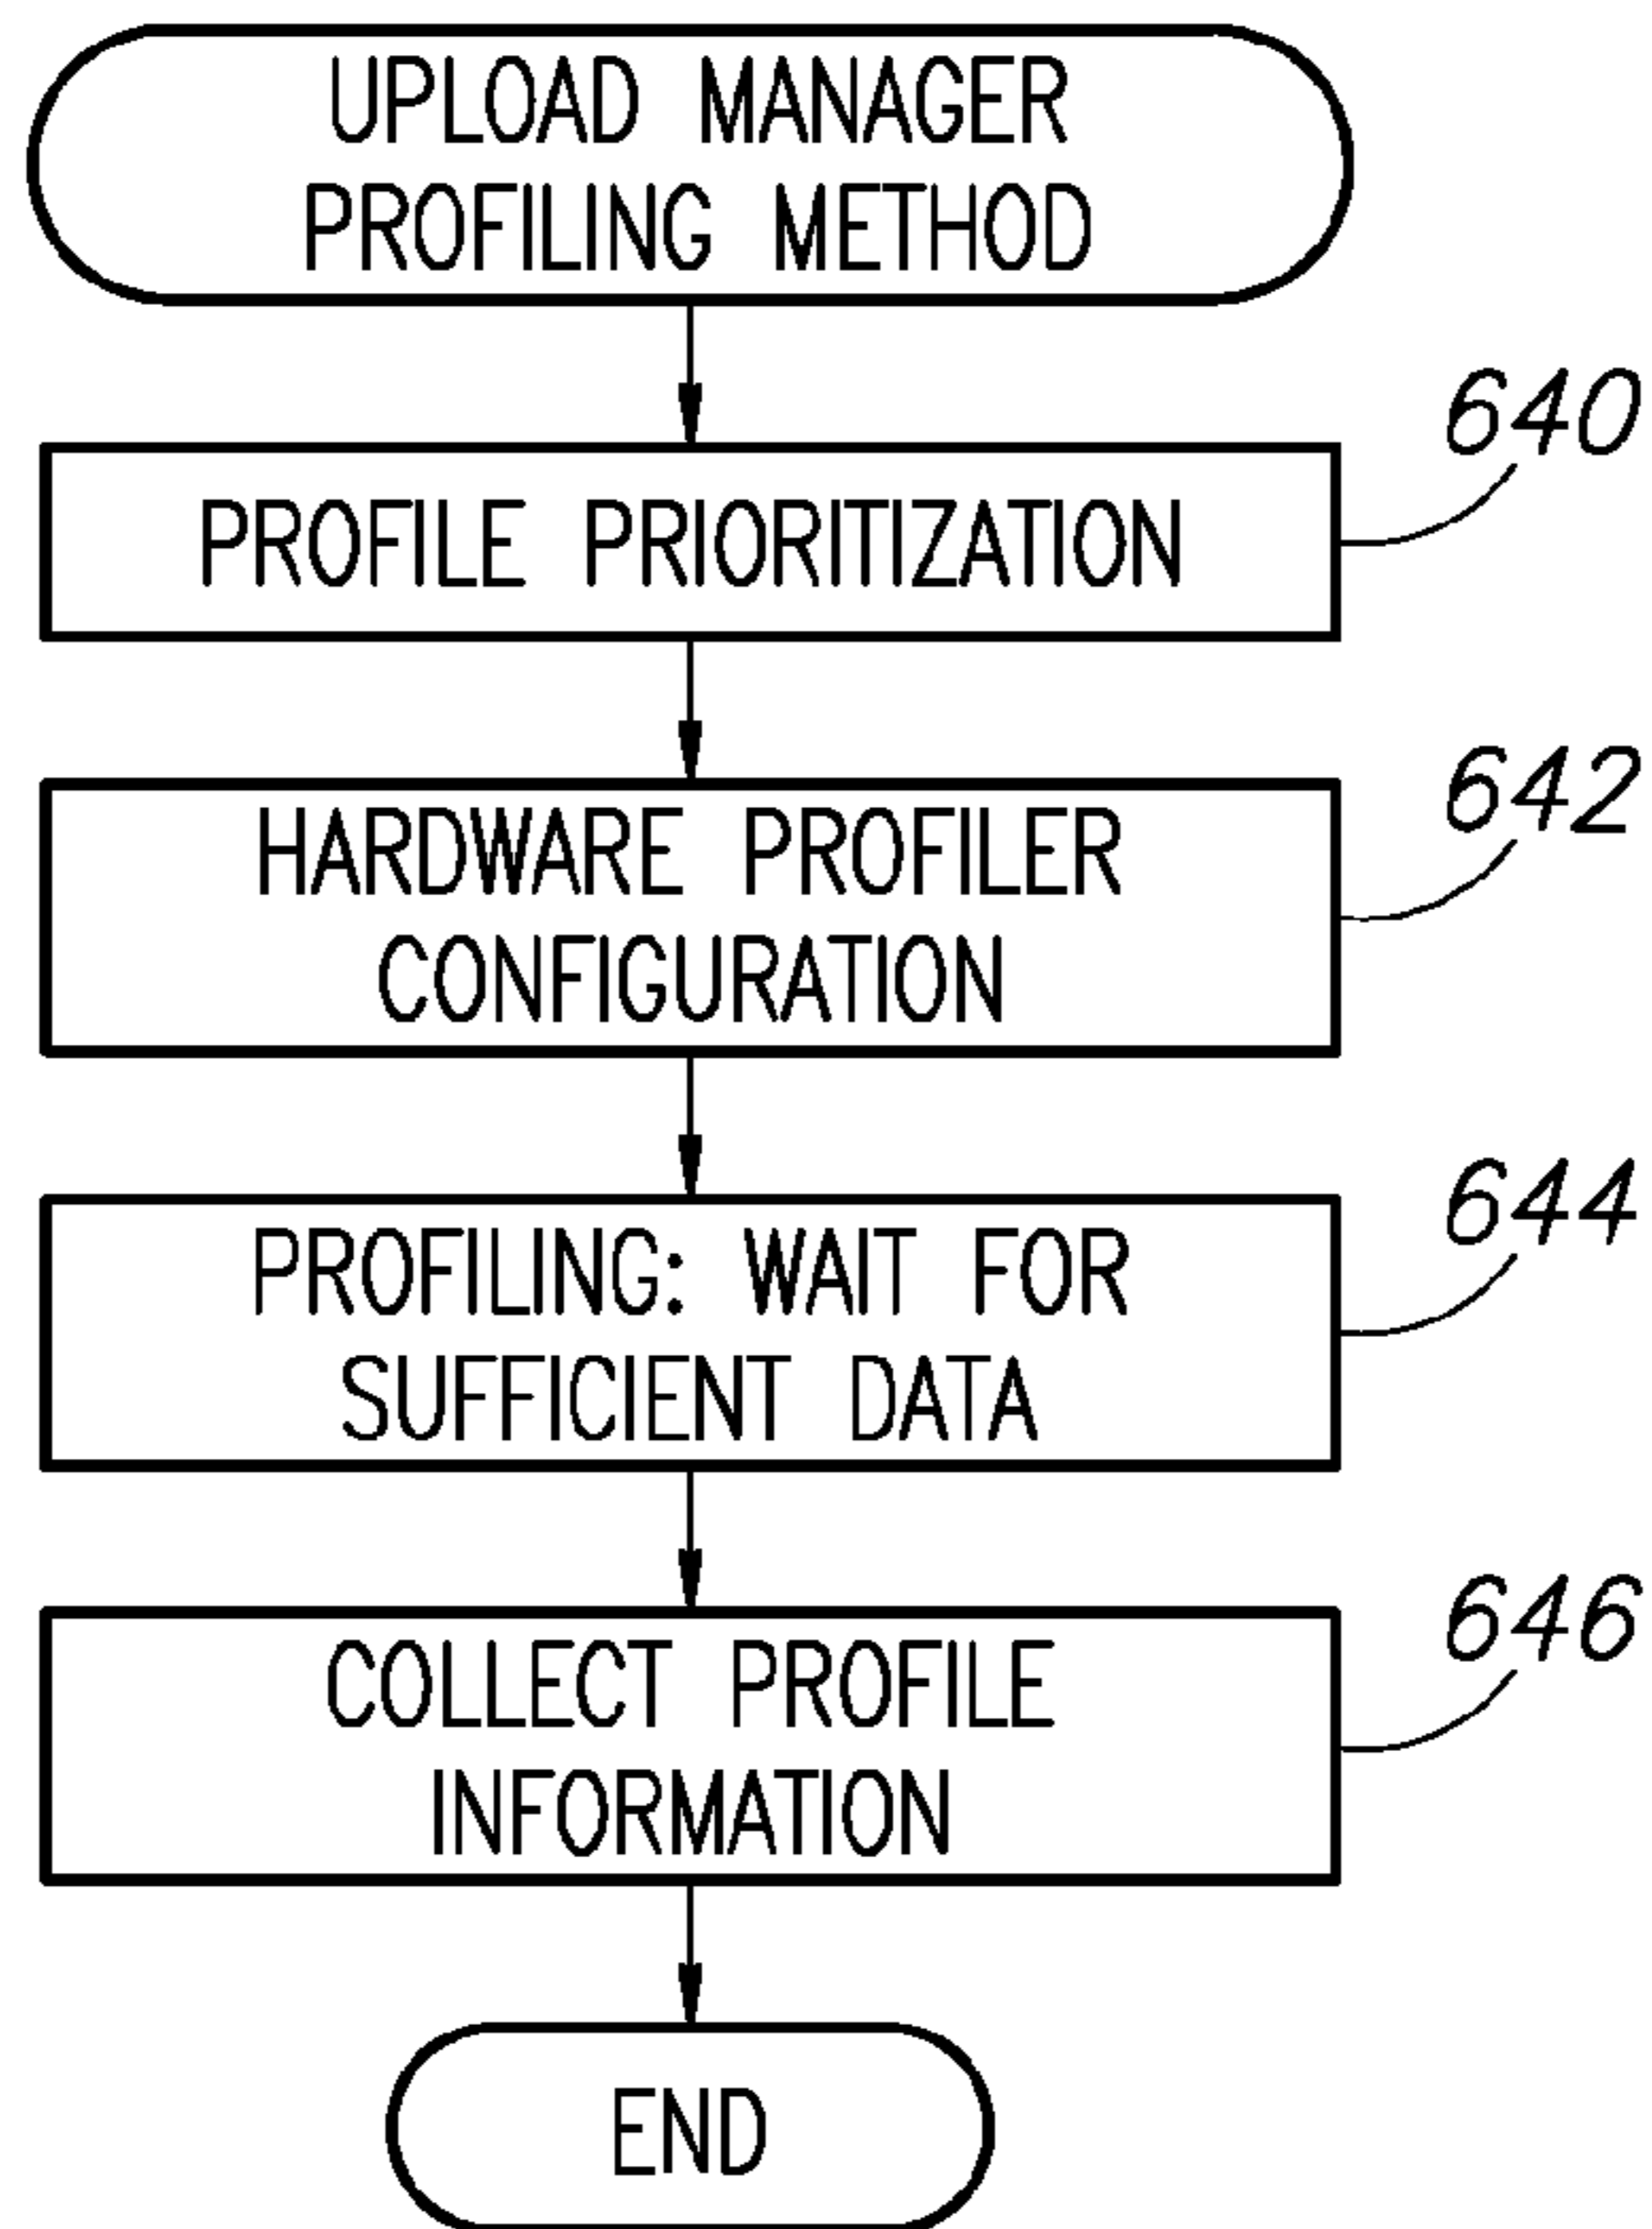 UPLOAD MANAGER
PROFILING METHOD
640
PROFILE PRIORITIZATION
642
HARDWARE PROFILER
CONFIGURATION
644
PROFILING: WAIT FOR
SUFFICIENT DATA
646
COLLECT PROFILE
INFORMATION
END